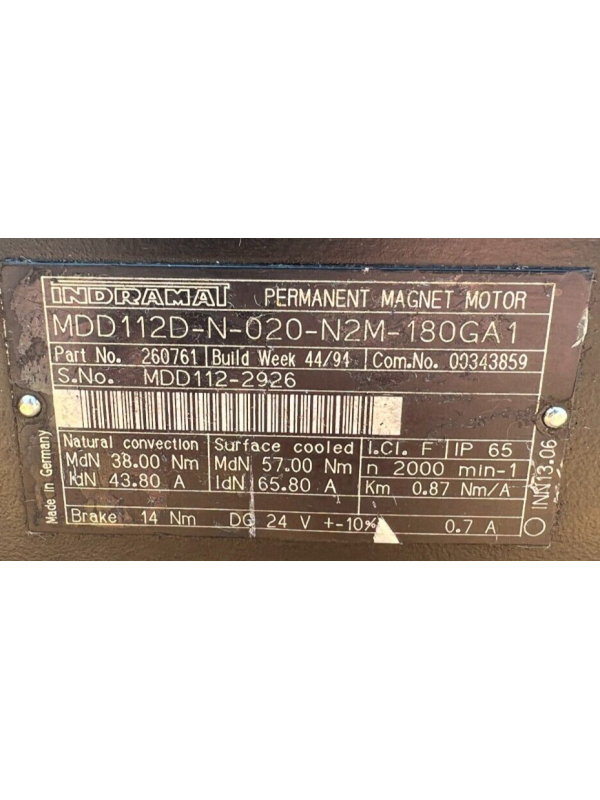 INDRAMAT PERMANENT MAGNET MOTOR
MDD112D-N-020-N2M-180GA1
Part No. 260761 Build Week 44/94 Com.No. 00343859
S.No. MDD112-2926
Natural convection Surface cooled I.Cl. F IP 65
MdN 38.00 Nm MdN 57.00 Nm n 2000 min-1
IdN 43.80 A IdN 65.80 A Km 0.87 Nm/A
Brake 14 Nm DC 24 V +-10% 0.7 A
Made in Germany
INK13.06